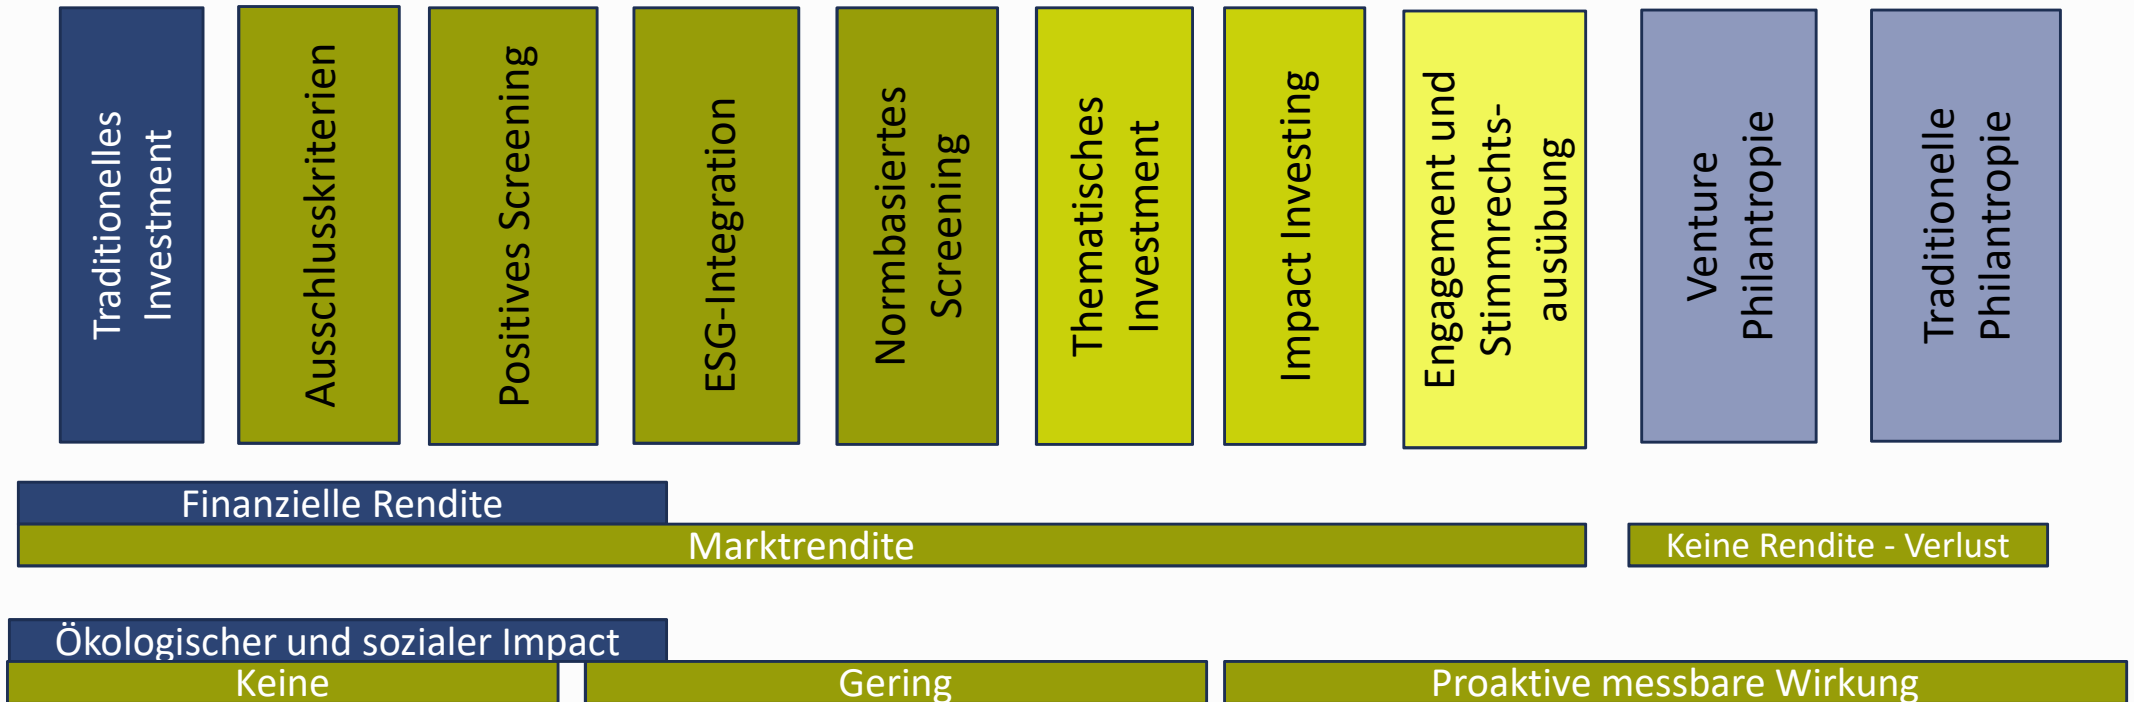 Traditionelles
Investment
Ausschlusskriterien
Positives Screening
ESG-Integration
Normbasiertes
Screening
Thematisches
Investment
Impact Investing
Engagement und
Stimmrechts-
ausübung
Venture
Philantropie
Traditionelle
Philantropie
Finanzielle Rendite
Marktrendite
Keine Rendite - Verlust
Ökologischer und sozialer Impact
Keine
Gering
Proaktive messbare Wirkung